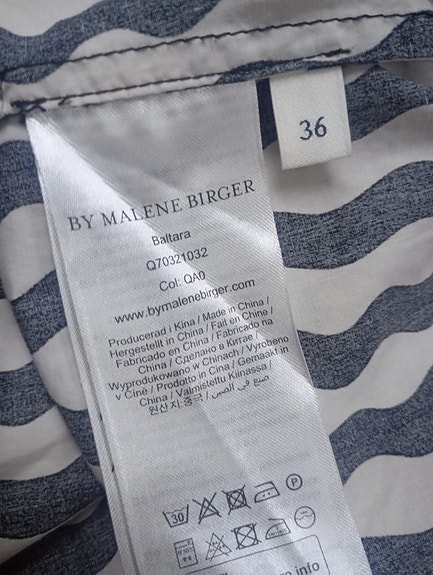 36
BY MALENE BIRGER
Baltara
Q70321032
Col: QA0
www.bymalenebirger.com
Producerad i Kina / Made in China /
Hergestellt in China / Fait en Chine /
Fabricado en China / Fabricado na
China / Сделано в Китае /
Wyprodukowano w Chinach / Vyrobeno
v Číně / Prodotto in Cina / Gemaakt in
China / Valmistettu Kiinassa /
원산지:중국 / صنع في الصين
30
P
info